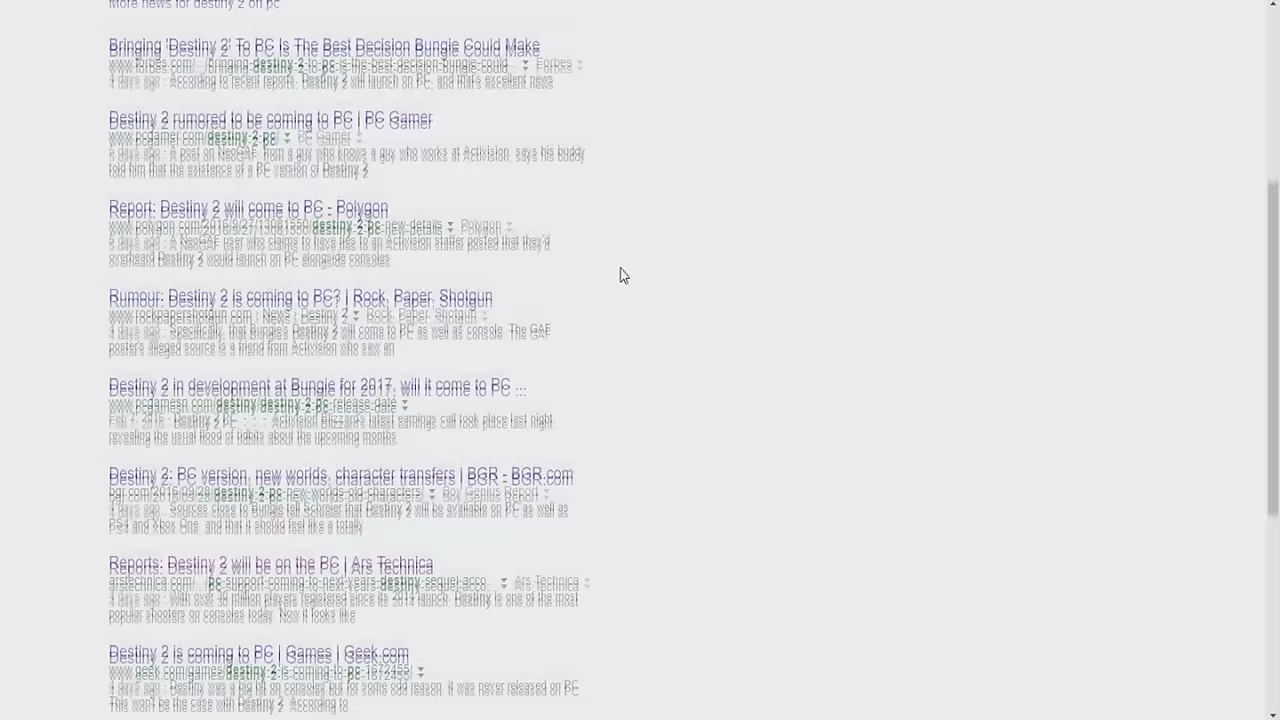 More news for destiny 2 on pc
Bringing 'Destiny 2' To PC Is The Best Decision Bungie Could Make
www.forbes.com/.../bringing-destiny-2-to-pc-is-the-best-decision-bungie-could... Forbes
4 days ago - According to recent reports, Destiny 2 will launch on PC, and that's excellent news
Destiny 2 rumored to be coming to PC | PC Gamer
www.pcgamer.com/destiny-2-pc/ PC Gamer
5 days ago - A post on NeoGAF, from a guy who knows a guy who works at Activision, says his buddy
told him that the existence of a PC version of Destiny 2
Report: Destiny 2 will come to PC - Polygon
www.polygon.com/2016/9/27/13081550/destiny-2-pc-new-details Polygon
5 days ago - A NeoGAF user who claims to have ties to an Activision staffer posted that they'd
overheard Destiny 2 would launch on PC alongside consoles.
Rumour: Destiny 2 is coming to PC? | Rock, Paper, Shotgun
www.rockpapershotgun.com › News › Destiny 2 Rock, Paper, Shotgun
4 days ago - Specifically, that Bungie's Destiny 2 will come to PC as well as console. The GAF
poster's alleged source is a friend from Activision who saw an
Destiny 2 in development at Bungie for 2017, will it come to PC ...
www.pcgamesn.com/destiny/destiny-2-pc-release-date
Feb 1, 2016 - Destiny 2 PC - Activision Blizzard's latest earnings call took place last night,
revealing the usual flood of tidbits about the upcoming months
Destiny 2: PC version, new worlds, character transfers | BGR - BGR.com
bgr.com/2016/09/28/destiny-2-pc-new-worlds-old-characters/ Boy Genius Report
4 days ago - Sources close to Bungie tell Schreier that Destiny 2 will be available on PC as well as
PS4 and Xbox One, and that it should feel like a totally
Reports: Destiny 2 will be on the PC | Ars Technica
arstechnica.com/.../pc-support-coming-to-next-years-destiny-sequel-acco... Ars Technica
4 days ago - With over 30 million players registered since its 2014 launch, Destiny is one of the most
popular shooters on consoles today. Now it looks like
Destiny 2 is coming to PC | Games | Geek.com
www.geek.com/games/destiny-2-is-coming-to-pc-1672455/
4 days ago - Destiny was a big hit on consoles but for some odd reason, it was never released on PC.
This won't be the case with Destiny 2. According to